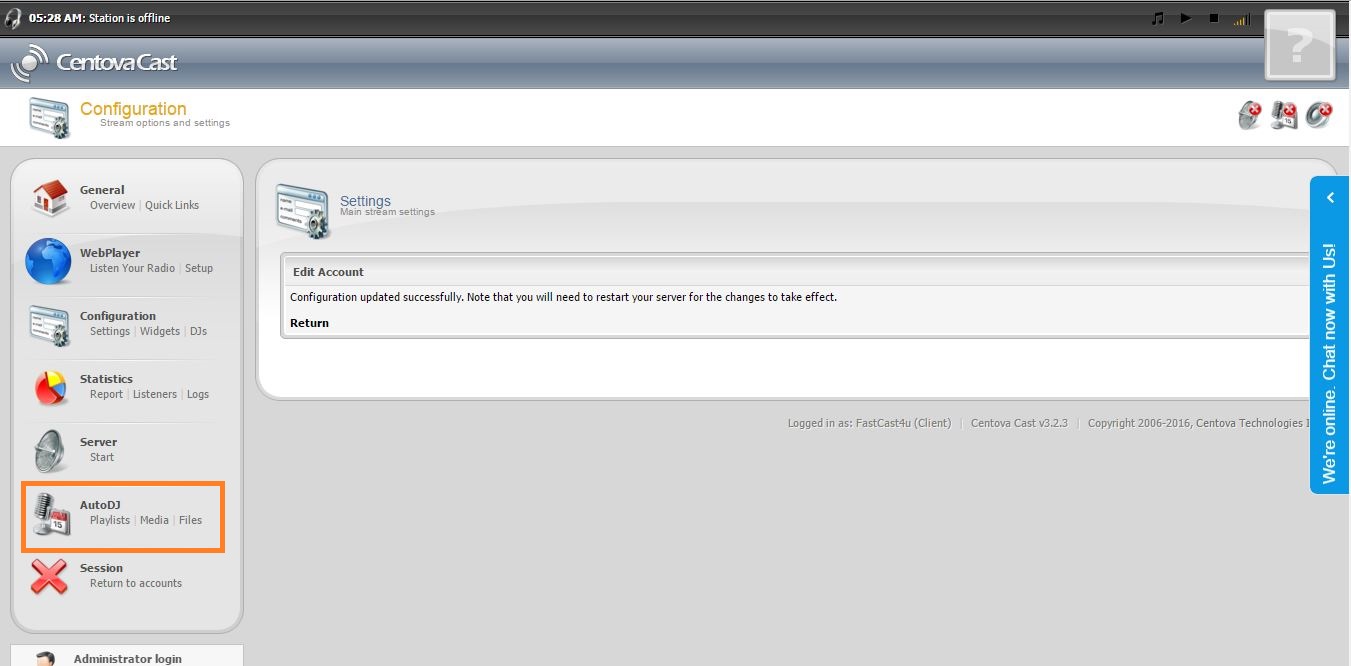 05:28 AM: Station is offline
?
CentovaCast
Configuration
Stream options and settings
General
Overview | Quick Links
WebPlayer
Listen Your Radio | Setup
Configuration
Settings | Widgets | DJs
Statistics
Report | Listeners | Logs
Server
Start
AutoDJ
Playlists | Media | Files
15
Session
Return to accounts
Administrator login
Settings
Main stream settings
Edit Account
Configuration updated successfully. Note that you will need to restart your server for the changes to take effect.
Return
Logged in as: FastCast4u (Client) | Centova Cast v3.2.3 | Copyright 2006-2016, Centova Technologies
We're online. Chat now with Us!